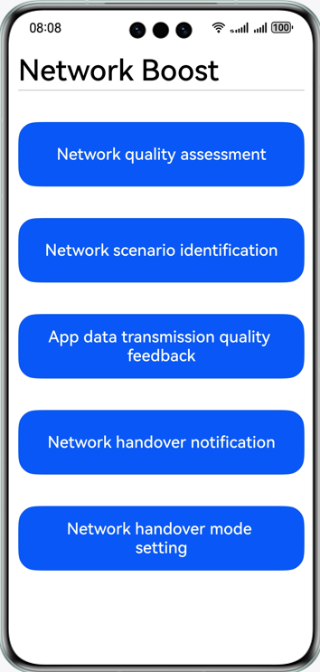 08:08
100
Network Boost
Network quality assessment
Network scenario identification
App data transmission quality
feedback
Network handover notification
Network handover mode
setting